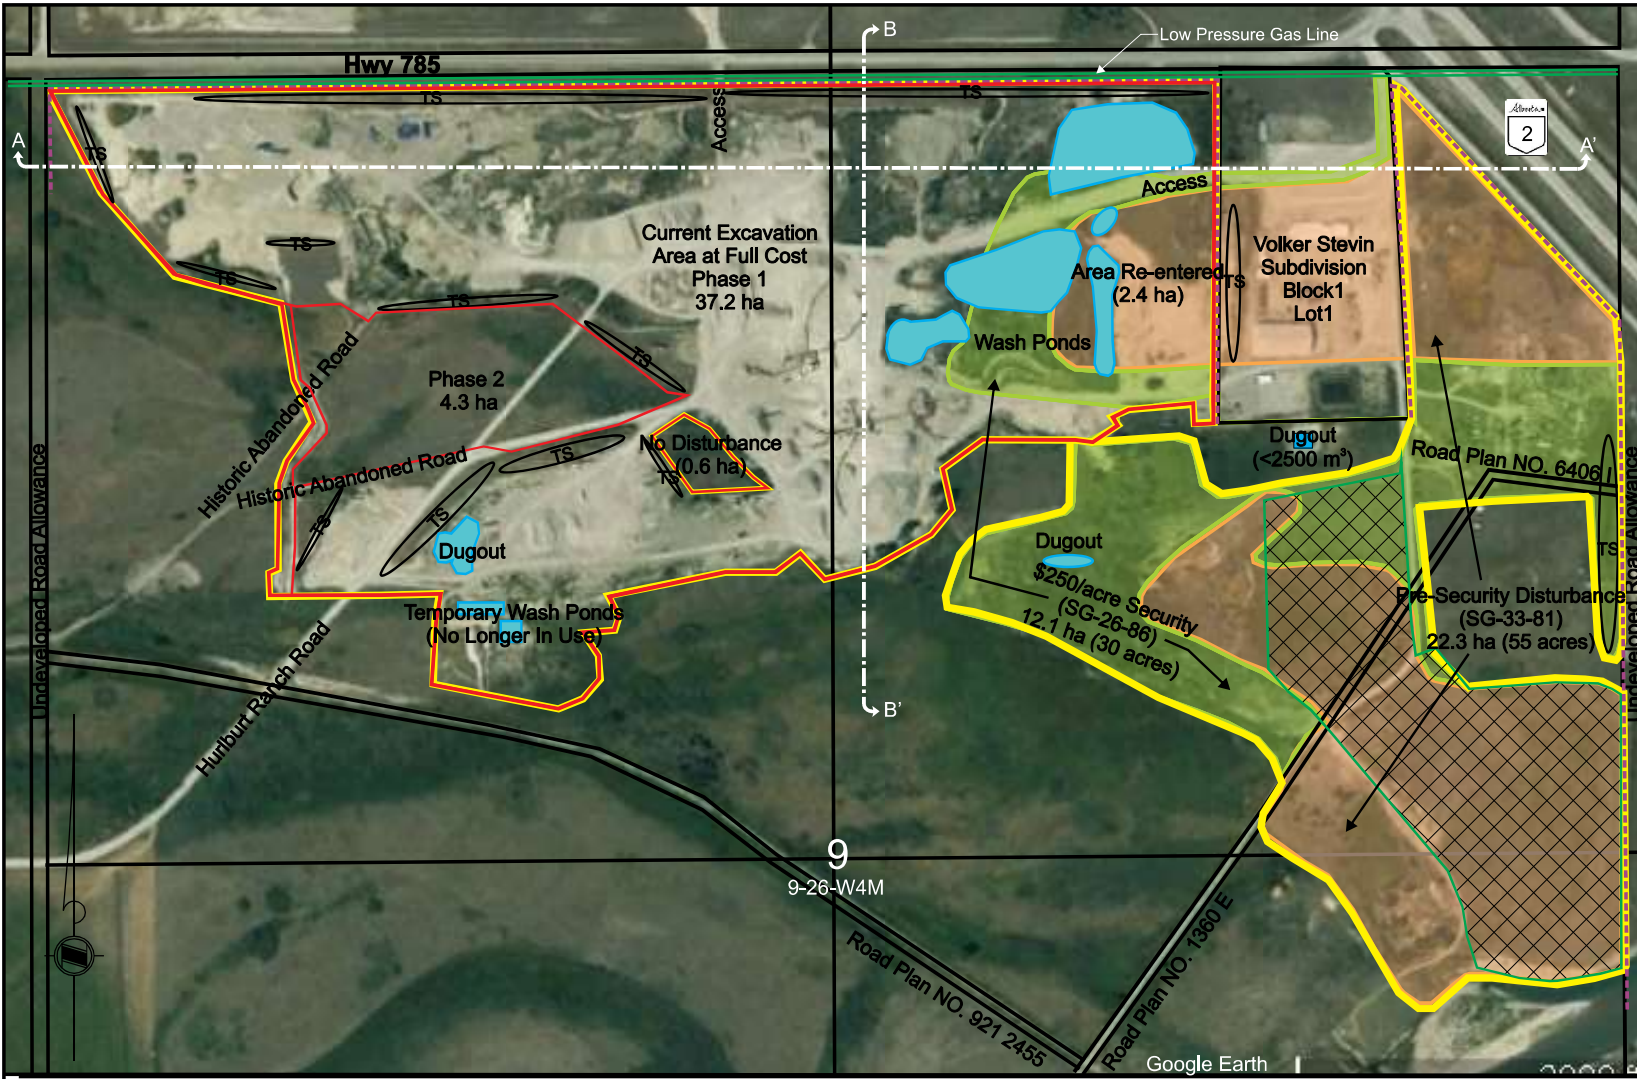 B
Low Pressure Gas Line
Hwy 785
TS
TS
Access
Alberta
2
A
A'
TS
Access
Current Excavation
Area at Full Cost
Phase 1
37.2 ha
Volker Stevin
Subdivision
Block1
Lot1
TS
TS
Area Re-entered
(2.4 ha)
TS
TS
TS
Wash Ponds
Historic Abandoned Road
Phase 2
4.3 ha
No Disturbance
(0.6 ha)
TS
Dugout
(<2500 m³)
Road Plan NO. 6406 I
Historic Abandoned Road
TS
TS
TS
Undeveloped Road Allowance
Undeveloped Road Allowance
Dugout
Dugout
TS
$250/acre Security
(SG-26-86)
12.1 ha (30 acres)
Pre-Security Disturbance
(SG-33-81)
22.3 ha (55 acres)
Temporary Wash Ponds
(No Longer In Use)
Hurlburt Ranch Road
B'
9
9-26-W4M
Road Plan NO. 921 2455
Road Plan NO. 1360 E
Google Earth